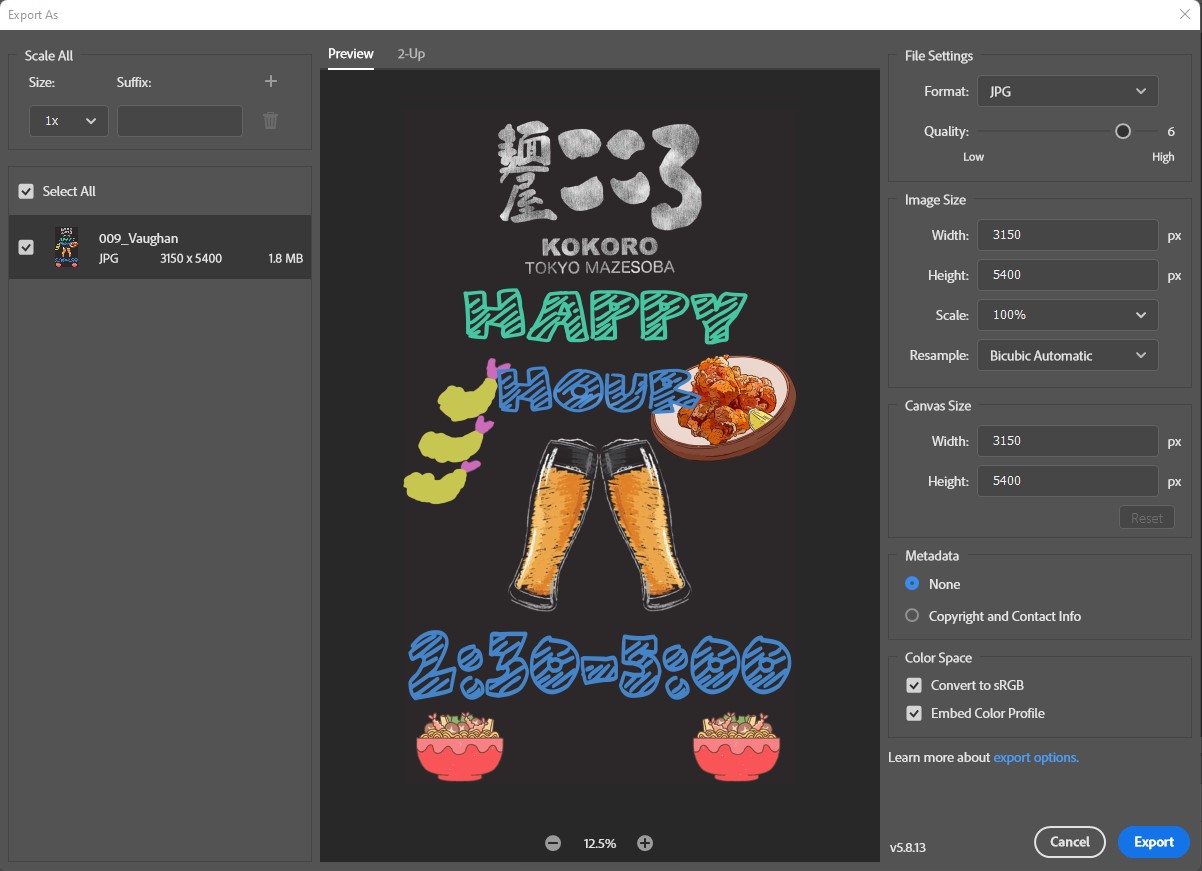 Export As
Scale All
Size: Suffix:
1x
Select All
009_Vaughan
JPG 3150 x 5400 1.8 MB
Preview 2-Up
麺屋こころ
KOKORO
TOKYO MAZESOBA
HAPPY
HOUR
2:30-5:00
12.5%
File Settings
Format: JPG
Quality: 6
Low High
Image Size
Width: 3150 px
Height: 5400 px
Scale: 100%
Resample: Bicubic Automatic
Canvas Size
Width: 3150 px
Height: 5400 px
Reset
Metadata
None
Copyright and Contact Info
Color Space
Convert to sRGB
Embed Color Profile
Learn more about export options.
v5.8.13
Cancel Export